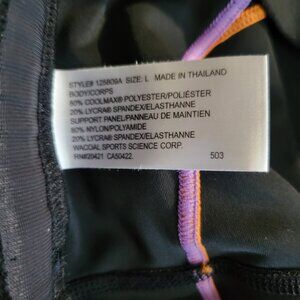 STYLE# 125809A SIZE: L MADE IN THAILAND
BODY/CORPS
80% COOLMAX® POLYESTER/POLIÉSTER
20% LYCRA® SPANDEX/ELASTHANNE
SUPPORT PANEL/PANNEAU DE MAINTIEN
80% NYLON/POLYAMIDE
20% LYCRA® SPANDEX/ELASTHANNE
WACOAL SPORTS SCIENCE CORP.
RN#20421 CA50422 503